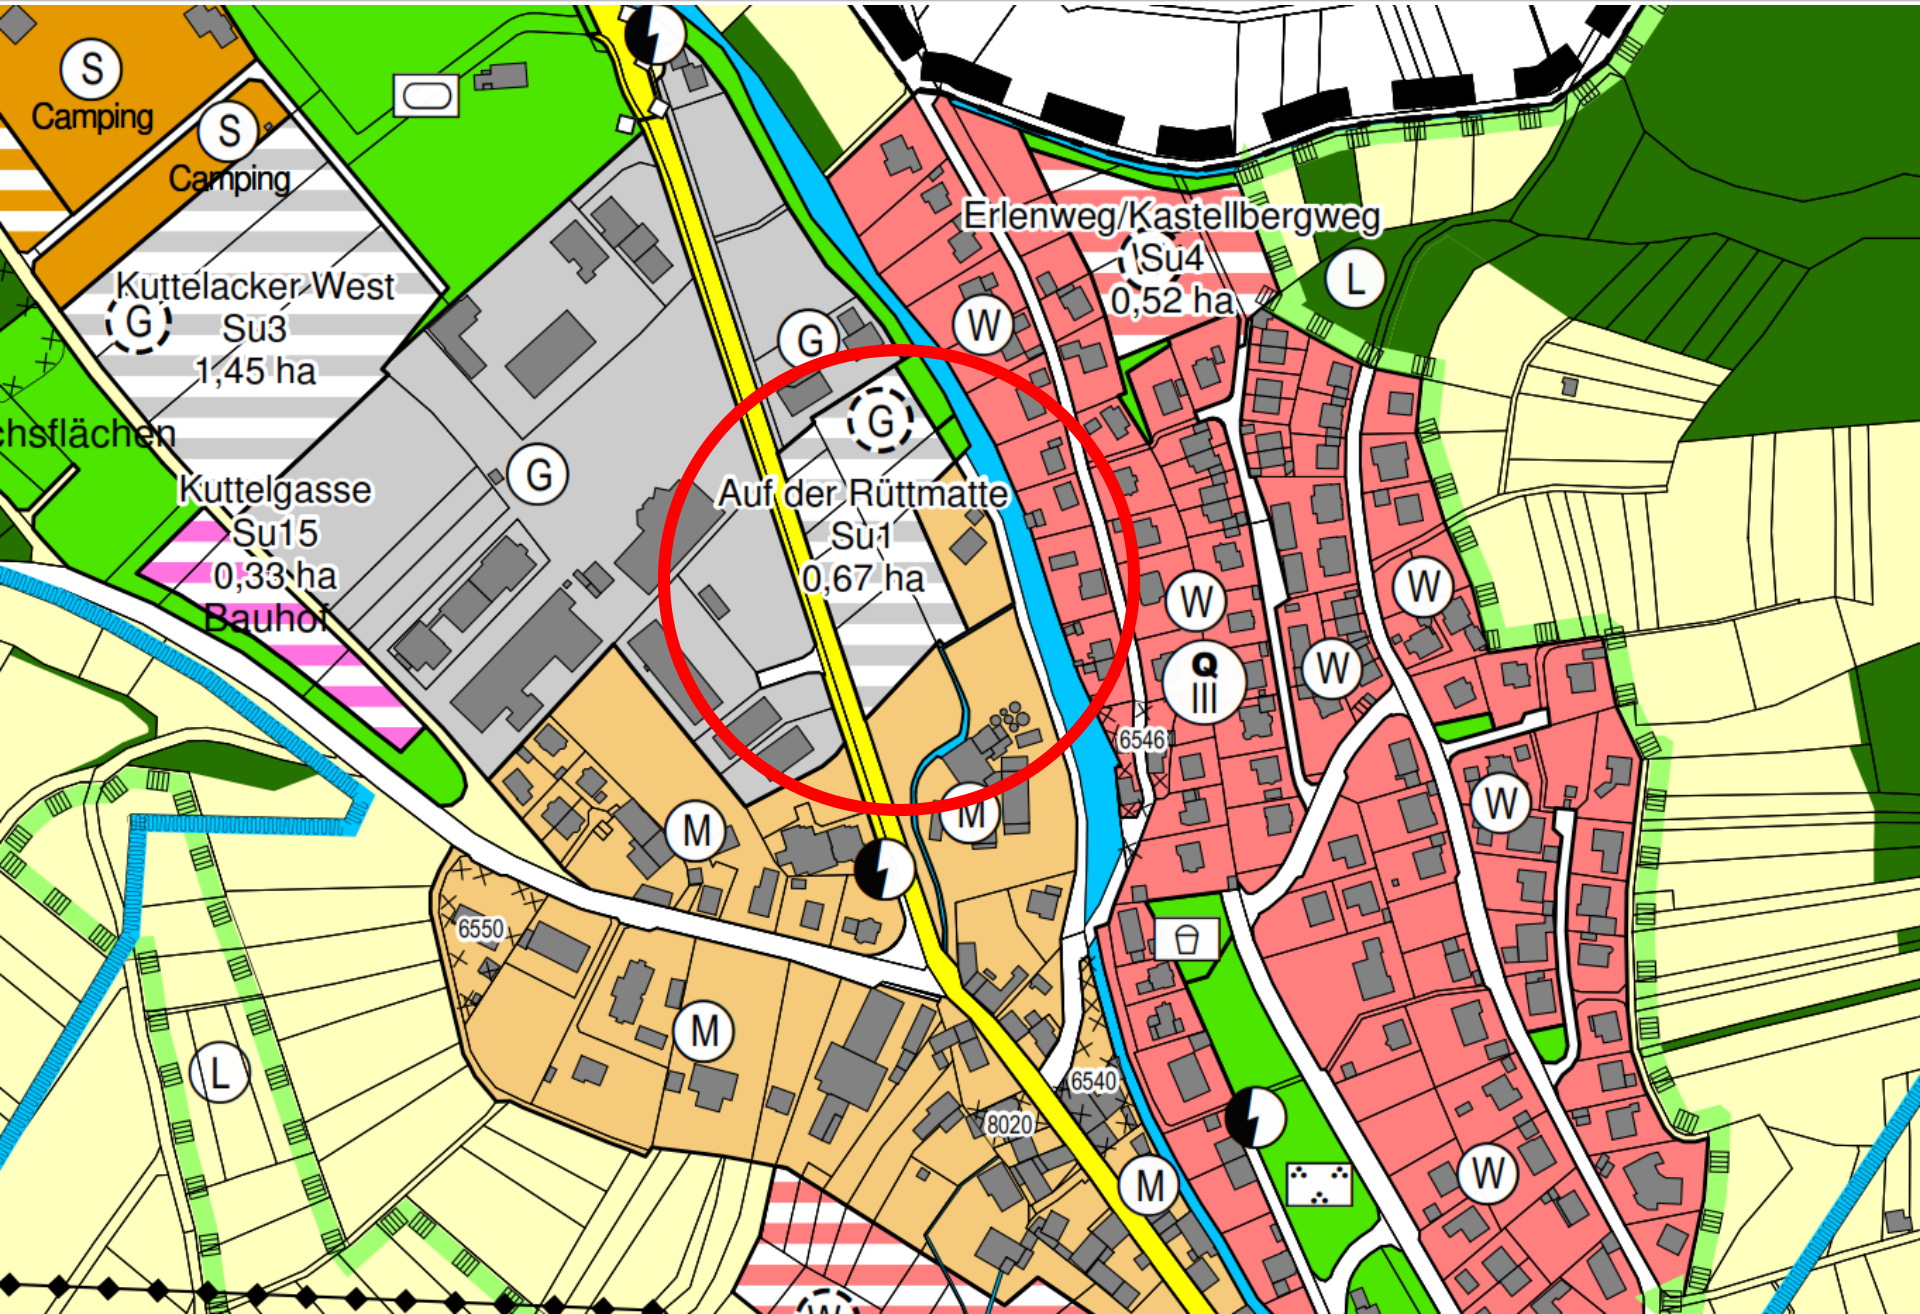 S
Camping
S
Camping
Erlenweg/Kastellbergweg
Su4
0,52 ha
L
Kuttelacker West
G
Su3
1,45 ha
W
G
G
chsflächen
G
Kuttelgasse
Su15
0,33 ha
Bauhof
Auf der Rüttmatte
Su1
0,67 ha
W
W
W
Q
III
6546
M
M
W
6550
M
L
6540
8020
M
W
W